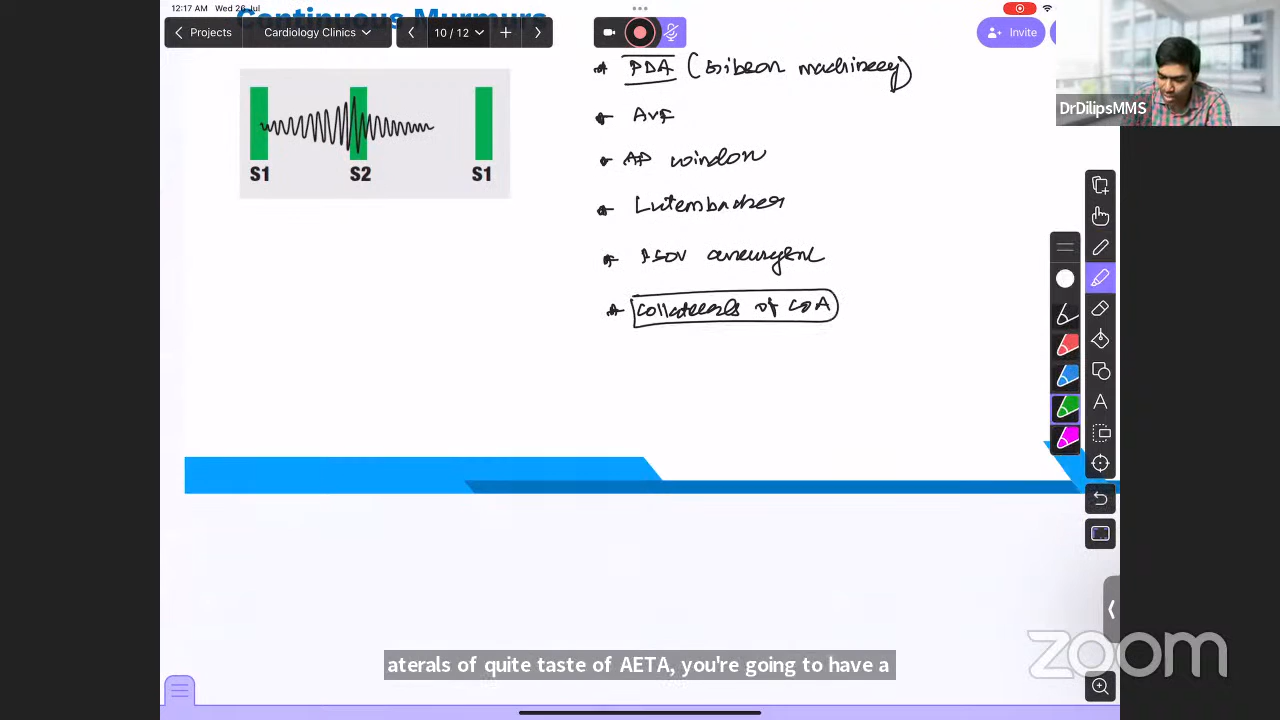 12:17 AM Wed 26 Jul
Continuous Murmurs
Projects
Cardiology Clinics
10 / 12
Invite
DrDilipsMMS
PDA (Gibson machinery)
AVF
AP window
Lutembacher
RSOV aneurysm
Collaterals of CoA
S1 S2 S1
A
aterals of quite taste of AETA, you're going to have a
zoom